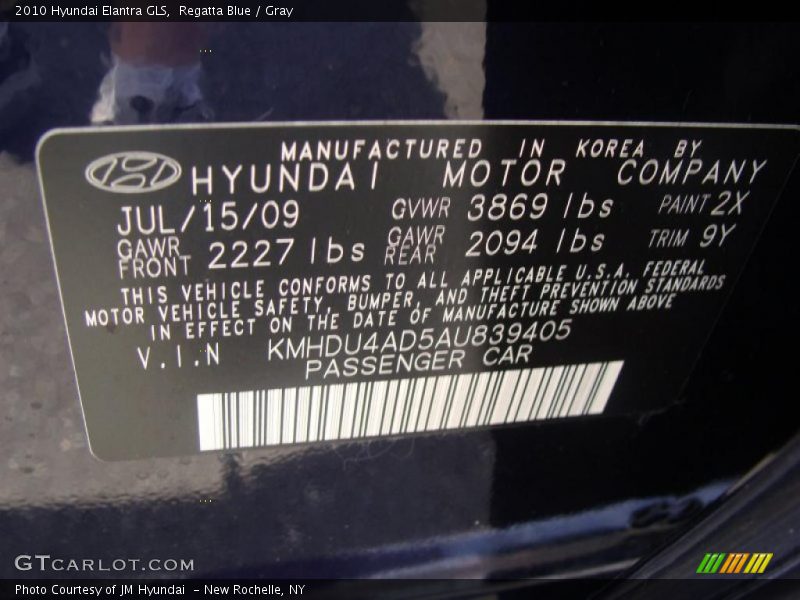 2010 Hyundai Elantra GLS,  Regatta Blue / Gray
MANUFACTURED IN KOREA BY
HYUNDAI MOTOR COMPANY
JUL/15/09 GVWR 3869 lbs PAINT 2X
GAWR FRONT 2227 lbs GAWR REAR 2094 lbs TRIM 9Y
THIS VEHICLE CONFORMS TO ALL APPLICABLE U.S.A. FEDERAL
MOTOR VEHICLE SAFETY, BUMPER, AND THEFT PREVENTION STANDARDS
IN EFFECT ON THE DATE OF MANUFACTURE SHOWN ABOVE
V.I.N KMHDU4AD5AU839405
PASSENGER CAR
GTCARLOT.COM
Photo Courtesy of JM Hyundai  - New Rochelle, NY